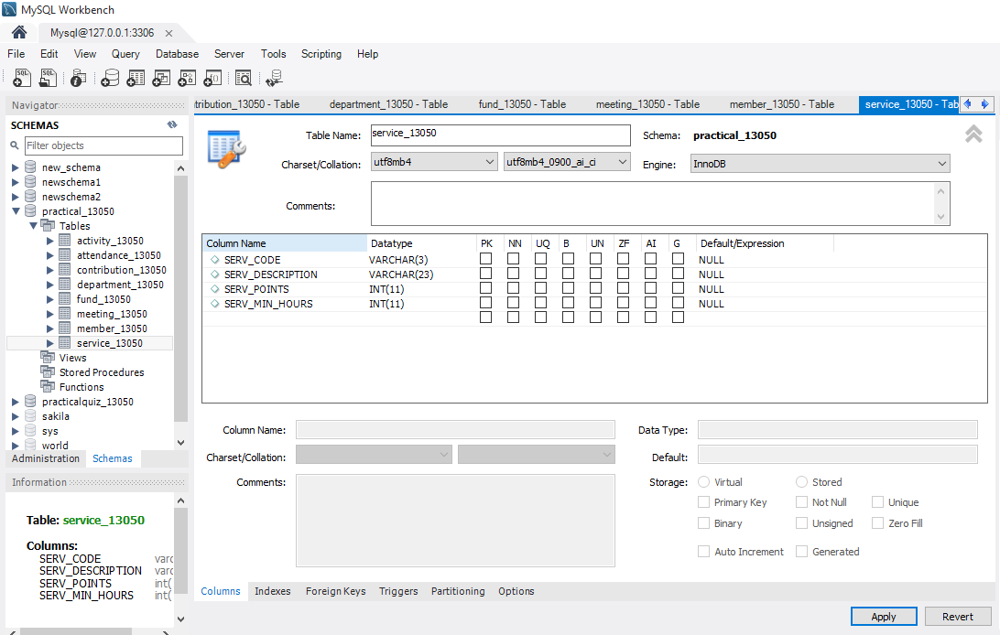 MySQL Workbench
Mysql@127.0.0.1:3306
File Edit View Query Database Server Tools Scripting Help
Navigator
SCHEMAS
Filter objects
new_schema
newschema1
newschema2
practical_13050
Tables
activity_13050
attendance_13050
contribution_13050
department_13050
fund_13050
meeting_13050
member_13050
service_13050
Views
Stored Procedures
Functions
practicalquiz_13050
sakila
sys
world
Administration Schemas
Information
Table: service_13050
Columns:
SERV_CODE varc
SERV_DESCRIPTION varc
SERV_POINTS int(
SERV_MIN_HOURS int(
tribution_13050 - Table department_13050 - Table fund_13050 - Table meeting_13050 - Table member_13050 - Table service_13050 - Tab
Table Name: service_13050 Schema: practical_13050
Charset/Collation: utf8mb4 utf8mb4_0900_ai_ci Engine: InnoDB
Comments:
Column Name Datatype PK NN UQ B UN ZF AI G Default/Expression
SERV_CODE VARCHAR(3) NULL
SERV_DESCRIPTION VARCHAR(23) NULL
SERV_POINTS INT(11) NULL
SERV_MIN_HOURS INT(11) NULL
Column Name: Data Type:
Charset/Collation: Default:
Comments: Storage: Virtual Stored
Primary Key Not Null Unique
Binary Unsigned Zero Fill
Auto Increment Generated
Columns Indexes Foreign Keys Triggers Partitioning Options
Apply Revert